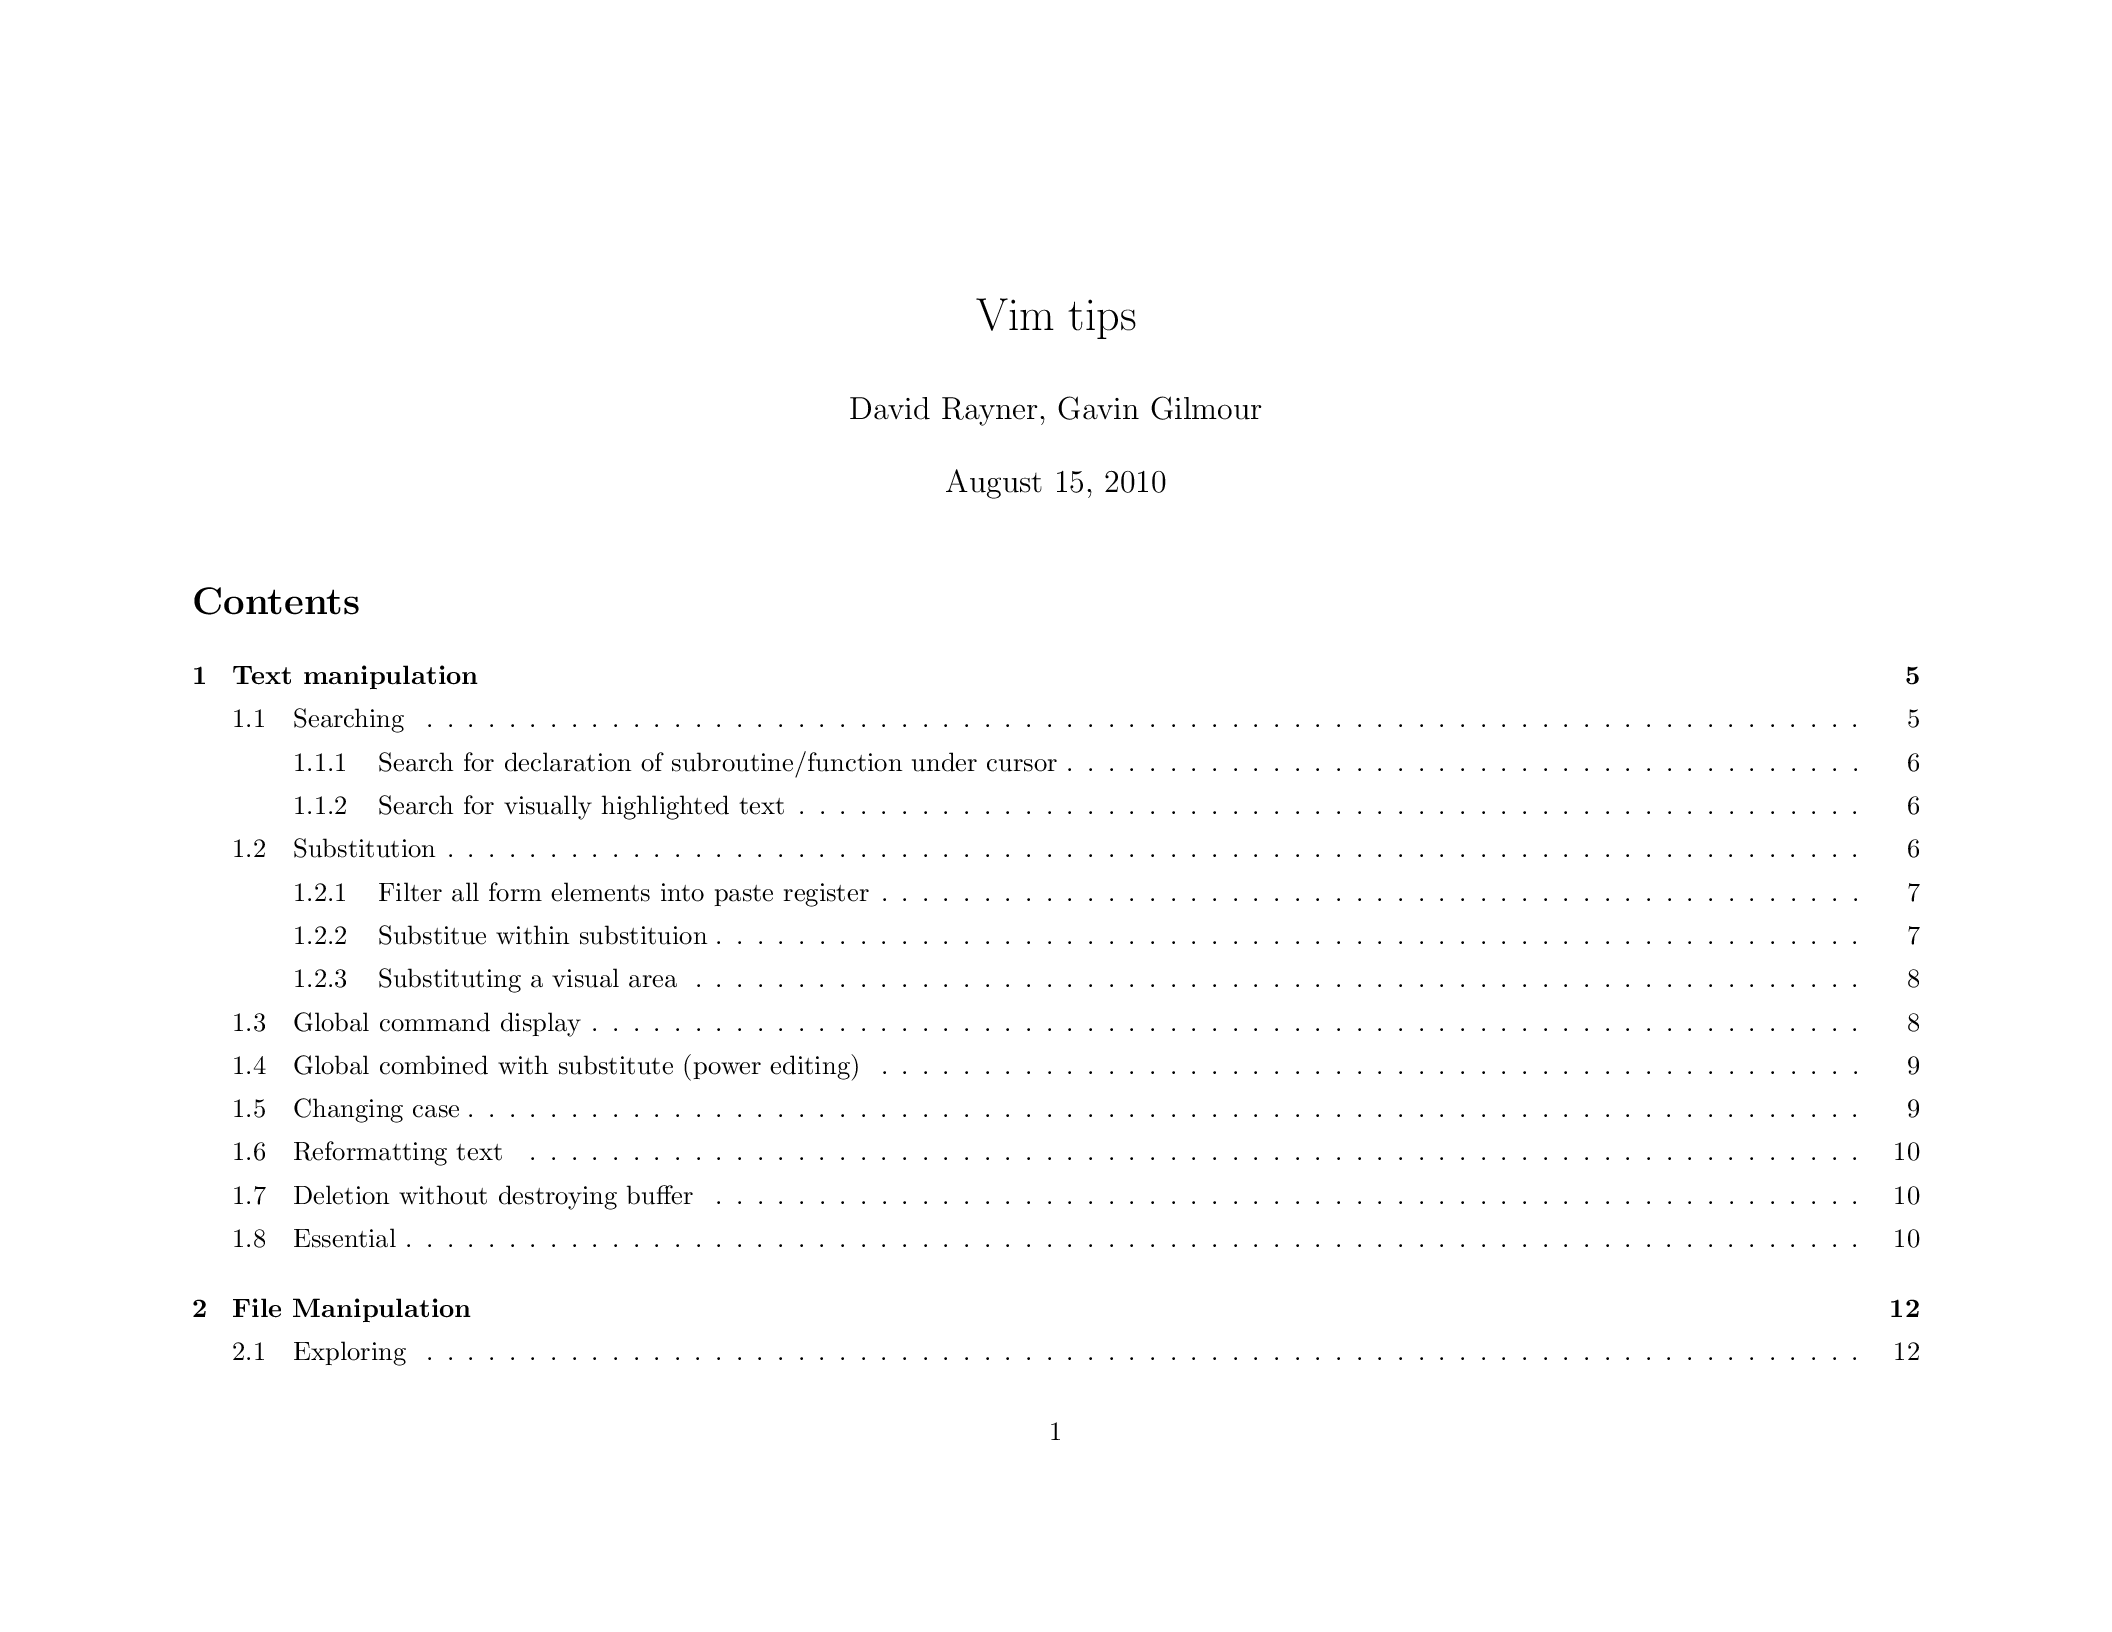 Vim tips
David Rayner, Gavin Gilmour
August 15, 2010
Contents
1 Text manipulation 5
1.1 Searching . . . . . . . . . . . . . . . . . . . . . . . . . . . . . . . . . . . . . . . . 5
1.1.1 Search for declaration of subroutine/function under cursor . . . . . . . . . . . . . . . . . . . . 6
1.1.2 Search for visually highlighted text . . . . . . . . . . . . . . . . . . . . . . . . . . . . 6
1.2 Substitution . . . . . . . . . . . . . . . . . . . . . . . . . . . . . . . . . . . . . . . . 6
1.2.1 Filter all form elements into paste register . . . . . . . . . . . . . . . . . . . . . . . . 7
1.2.2 Substitue within substituion . . . . . . . . . . . . . . . . . . . . . . . . . . . . . . 7
1.2.3 Substituting a visual area . . . . . . . . . . . . . . . . . . . . . . . . . . . . . . 8
1.3 Global command display . . . . . . . . . . . . . . . . . . . . . . . . . . . . . . . . 8
1.4 Global combined with substitute (power editing) . . . . . . . . . . . . . . . . . . . . . . . . 9
1.5 Changing case . . . . . . . . . . . . . . . . . . . . . . . . . . . . . . . . . . . . 9
1.6 Reformatting text . . . . . . . . . . . . . . . . . . . . . . . . . . . . . . . . . . 10
1.7 Deletion without destroying buffer . . . . . . . . . . . . . . . . . . . . . . . . . . . . 10
1.8 Essential . . . . . . . . . . . . . . . . . . . . . . . . . . . . . . . . . . . . . . . . 10
2 File Manipulation 12
2.1 Exploring . . . . . . . . . . . . . . . . . . . . . . . . . . . . . . . . . . . . . . . . 12
1